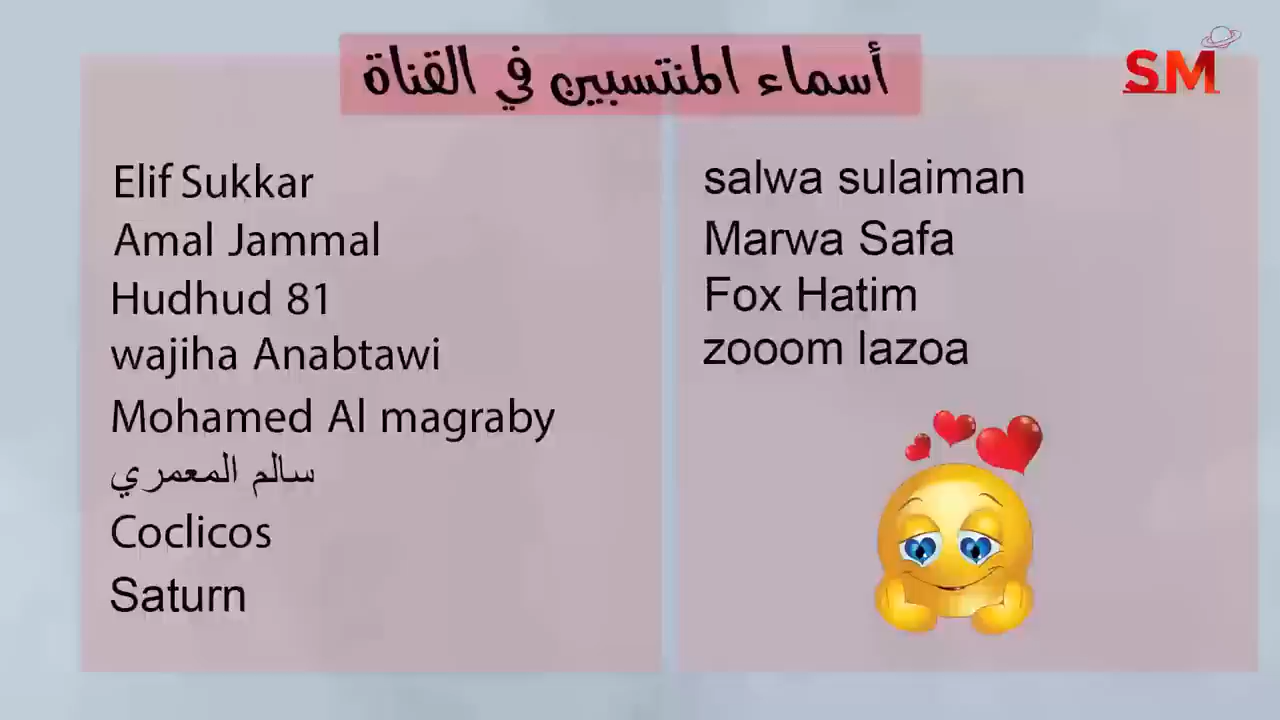 أسماء المنتسبين في القناة
SM
Elif Sukkar
Amal Jammal
Hudhud 81
wajiha Anabtawi
Mohamed Al magraby
سالم المعمري
Coclicos
Saturn
salwa sulaiman
Marwa Safa
Fox Hatim
zooom lazoa